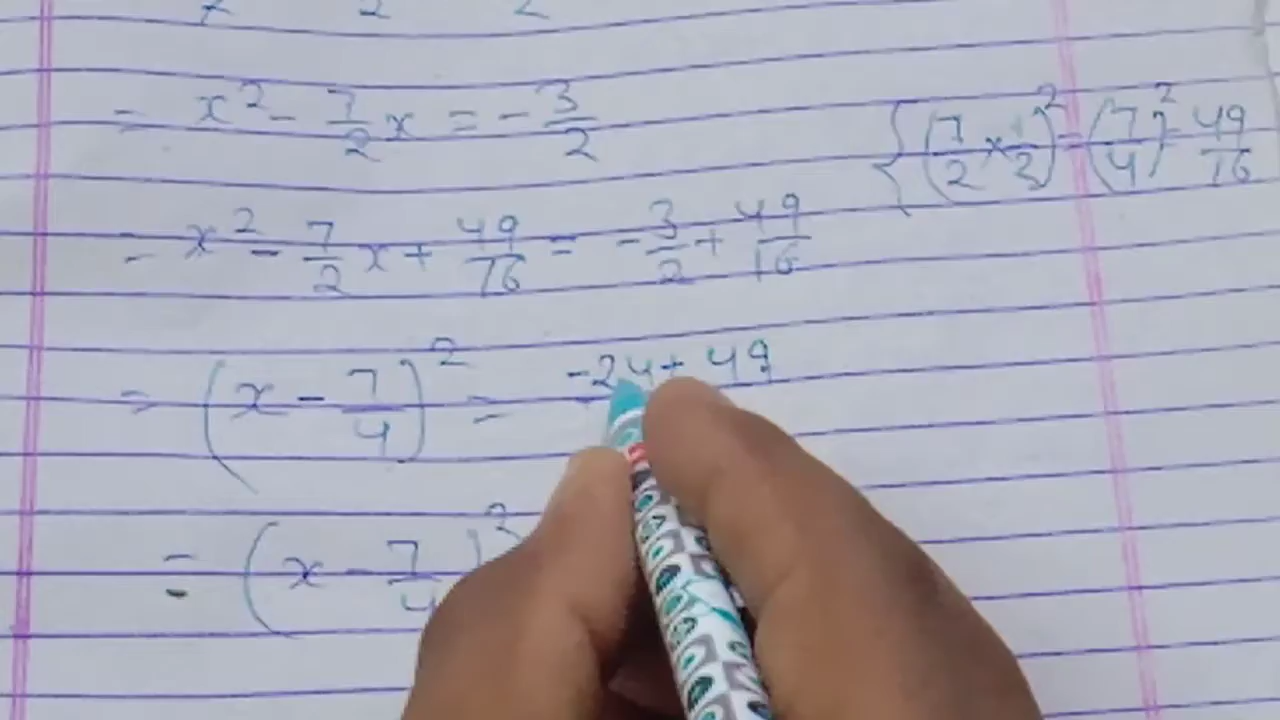 = x² - 7/2 x = - 3/2
{ (7/2 × 1/2)² = (7/4)² = 49/16
= x² - 7/2 x + 49/16 = - 3/2 + 49/16
= (x - 7/4)² = -24 + 49
= (x - 7/4)²